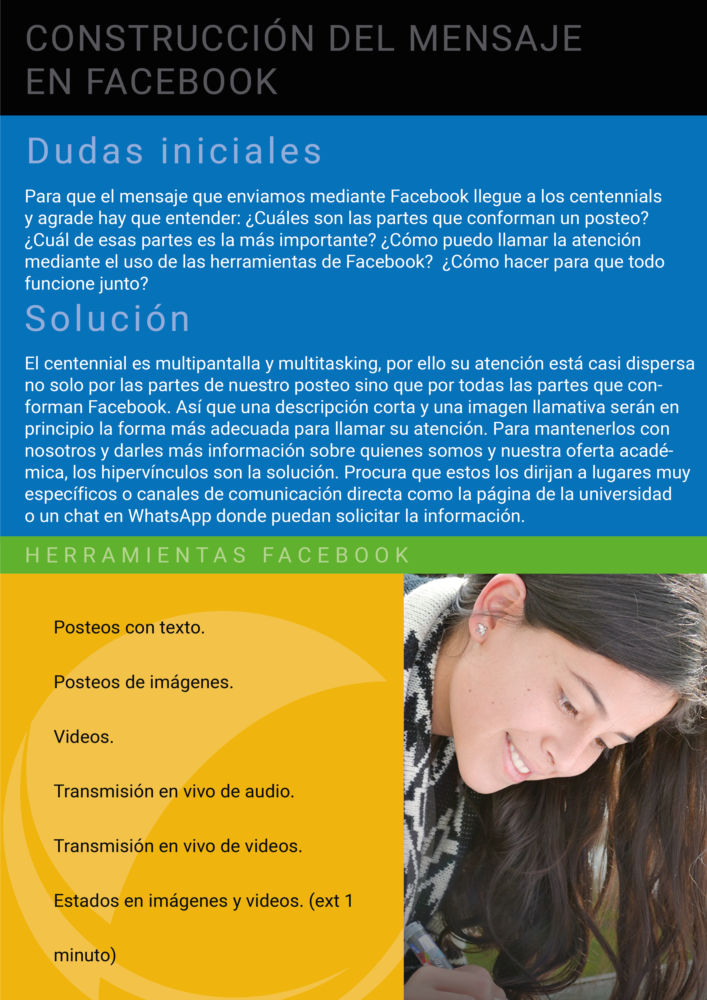 CONSTRUCCIÓN DEL MENSAJE
EN FACEBOOK
Dudas iniciales
Para que el mensaje que enviamos mediante Facebook llegue a los centennials
y agrade hay que entender: ¿Cuáles son las partes que conforman un posteo?
¿Cuál de esas partes es la más importante? ¿Cómo puedo llamar la atención
mediante el uso de las herramientas de Facebook?  ¿Cómo hacer para que todo
funcione junto?
Solución
El centennial es multipantalla y multitasking, por ello su atención está casi dispersa
no solo por las partes de nuestro posteo sino que por todas las partes que con-
forman Facebook. Así que una descripción corta y una imagen llamativa serán en
principio la forma más adecuada para llamar su atención. Para mantenerlos con
nosotros y darles más información sobre quienes somos y nuestra oferta acadé-
mica, los hipervínculos son la solución. Procura que estos los dirijan a lugares muy
específicos o canales de comunicación directa como la página de la universidad
o un chat en WhatsApp donde puedan solicitar la información.
HERRAMIENTAS FACEBOOK
Posteos con texto.
Posteos de imágenes.
Videos.
Transmisión en vivo de audio.
Transmisión en vivo de videos.
Estados en imágenes y videos. (ext 1
minuto)